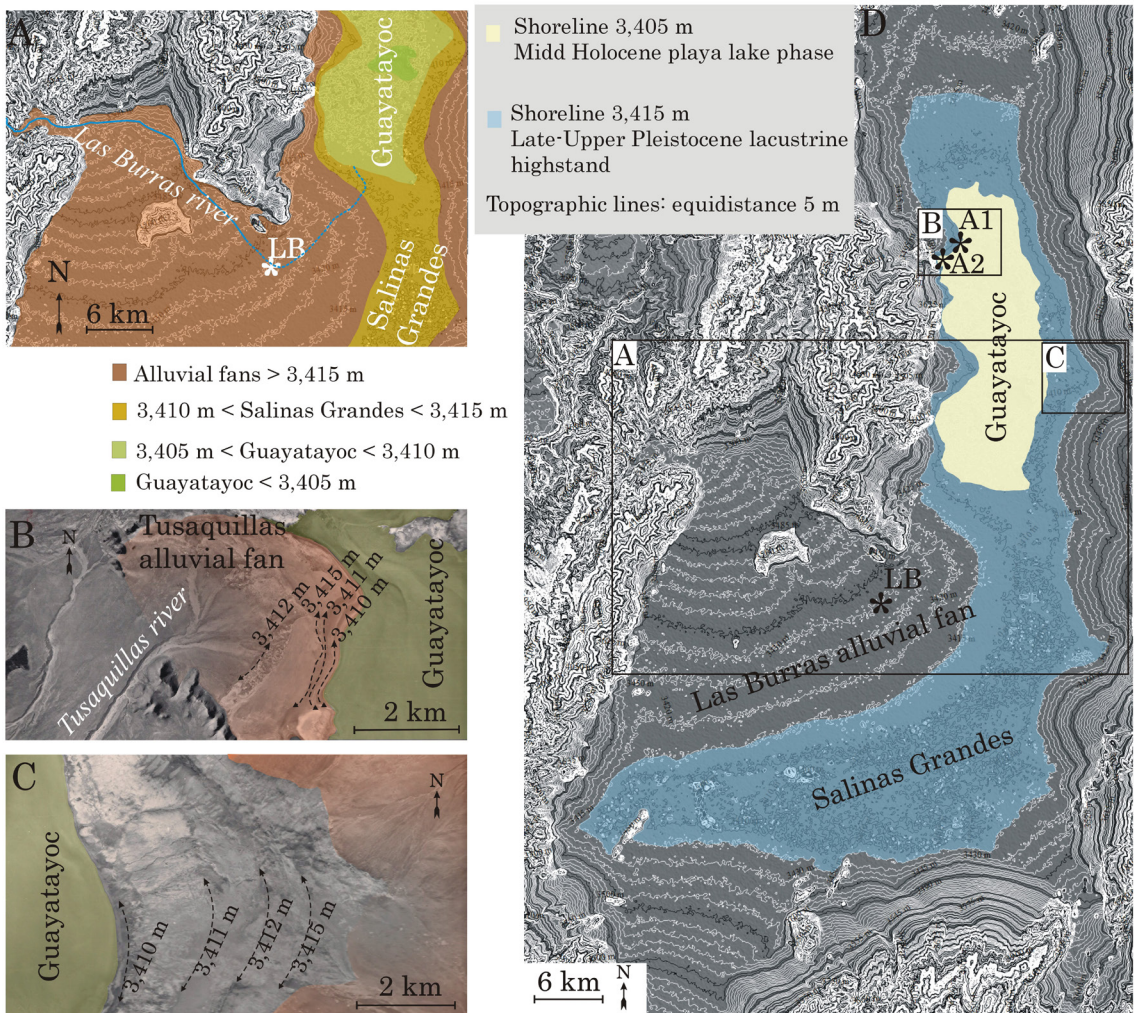 A
Guayatayoc
Las Burras river
LB
N
6 km
Salinas
Grandes
Alluvial fans > 3,415 m
3,410 m < Salinas Grandes < 3,415 m
3,405 m < Guayatayoc < 3,410 m
Guayatayoc < 3,405 m
B
N
Tusaquillas
alluvial fan
Tusaquillas river
3,412 m
3,415 m
3,411 m
3,410 m
Guayatayoc
2 km
C
N
Guayatayoc
3,410 m
3,411 m
3,412 m
3,415 m
2 km
Shoreline 3,405 m
Midd Holocene playa lake phase
Shoreline 3,415 m
Late-Upper Pleistocene lacustrine
highstand
Topographic lines: equidistance 5 m
D
B
A1
A2
Guayatayoc
A
C
LB
Las Burras alluvial fan
Salinas Grandes
6 km
N